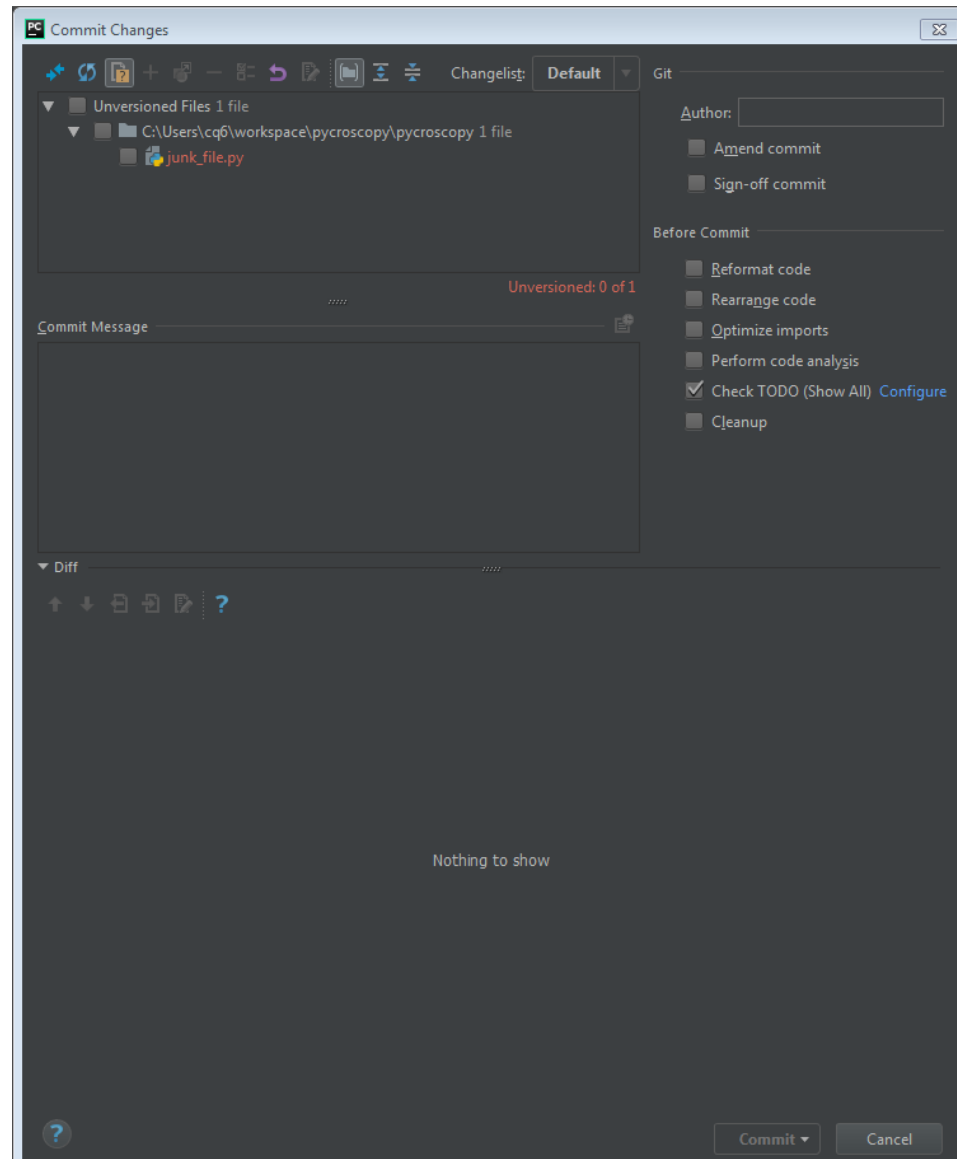 PC Commit Changes
Changelist: Default
Unversioned Files 1 file
C:\Users\cq6\workspace\pycroscopy\pycroscopy 1 file
junk_file.py
Unversioned: 0 of 1
Commit Message
Git
Author:
Amend commit
Sign-off commit
Before Commit
Reformat code
Rearrange code
Optimize imports
Perform code analysis
Check TODO (Show All) Configure
Cleanup
Diff
?
Nothing to show
?
Commit
Cancel